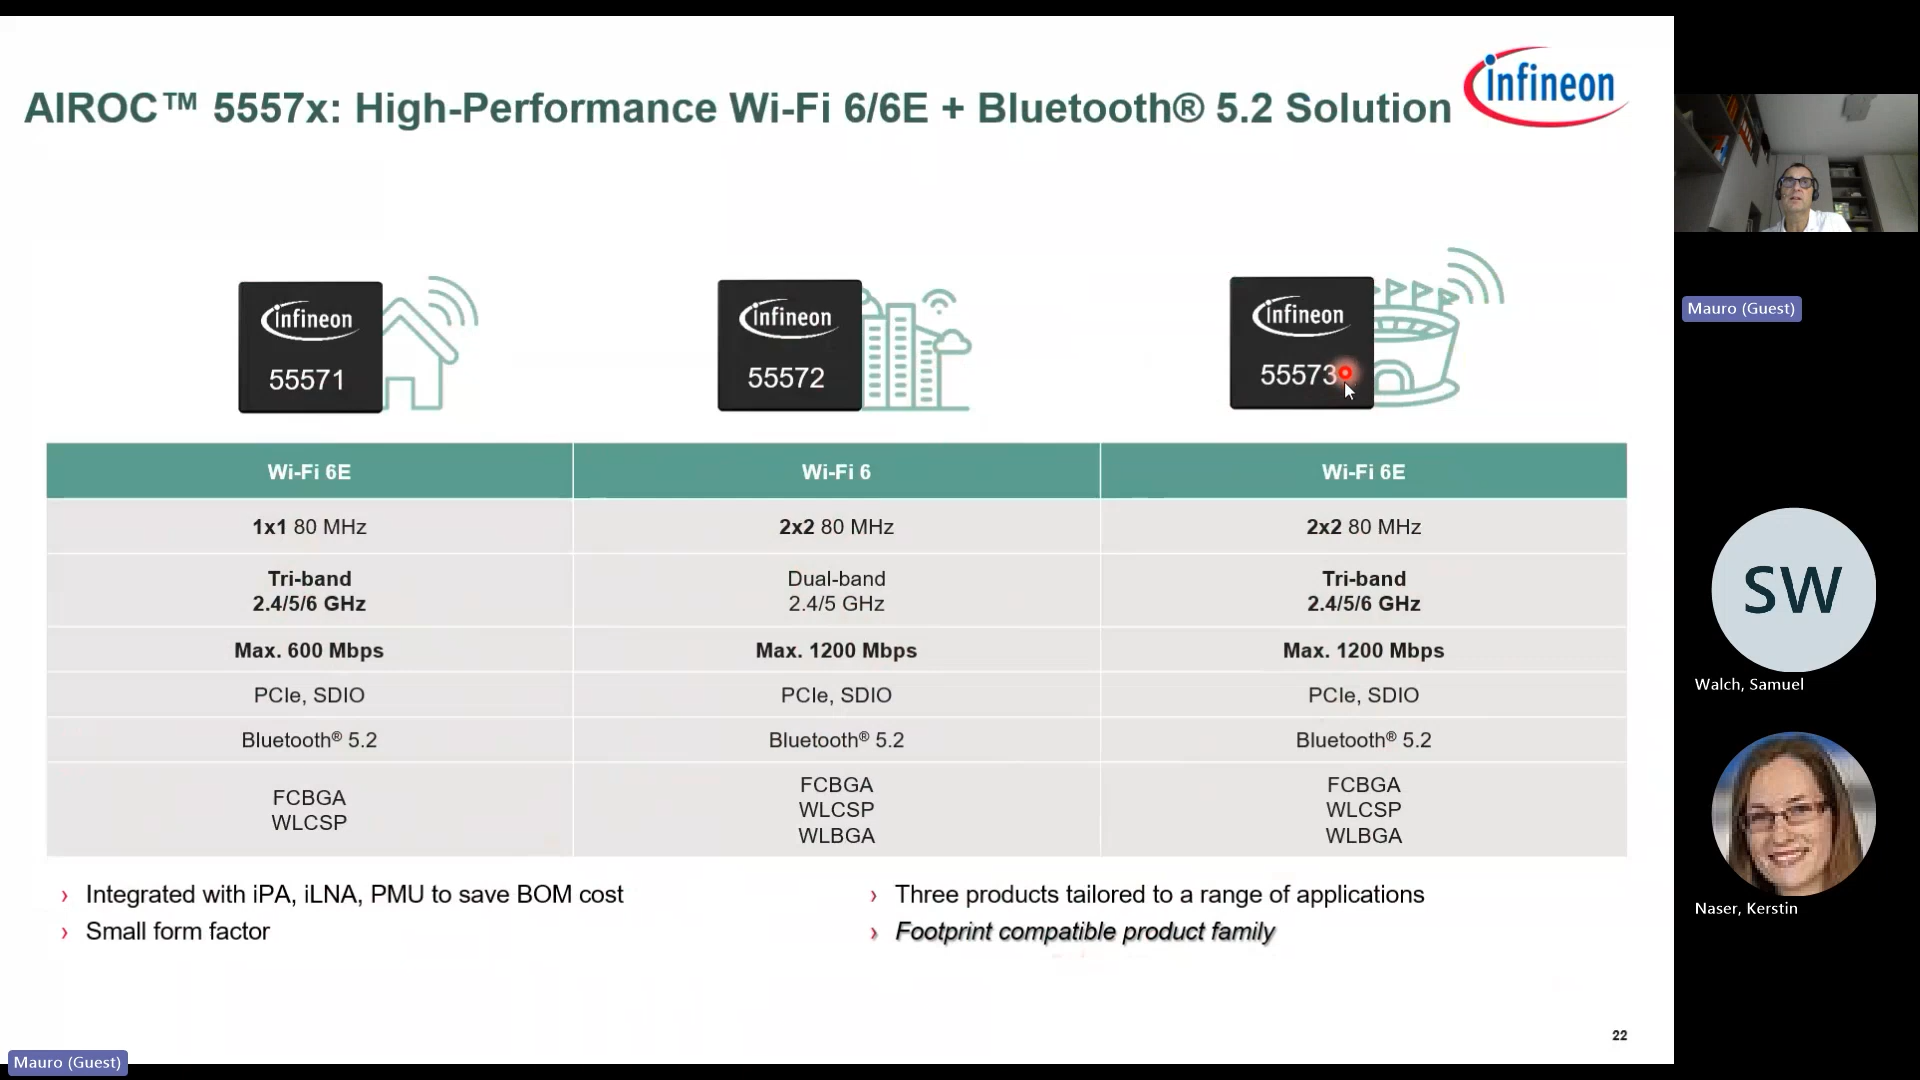 AIROC™ 5557x: High-Performance Wi-Fi 6/6E + Bluetooth® 5.2 Solution
infineon
infineon
55571
infineon
55572
infineon
55573
Wi-Fi 6E
Wi-Fi 6
Wi-Fi 6E
1x1 80 MHz
2x2 80 MHz
2x2 80 MHz
Tri-band
2.4/5/6 GHz
Dual-band
2.4/5 GHz
Tri-band
2.4/5/6 GHz
Max. 600 Mbps
Max. 1200 Mbps
Max. 1200 Mbps
PCIe, SDIO
PCIe, SDIO
PCIe, SDIO
Bluetooth® 5.2
Bluetooth® 5.2
Bluetooth® 5.2
FCBGA
WLCSP
FCBGA
WLCSP
WLBGA
FCBGA
WLCSP
WLBGA
› Integrated with iPA, iLNA, PMU to save BOM cost
› Small form factor
› Three products tailored to a range of applications
› Footprint compatible product family
22
Mauro (Guest)
Mauro (Guest)
SW
Walch, Samuel
Naser, Kerstin